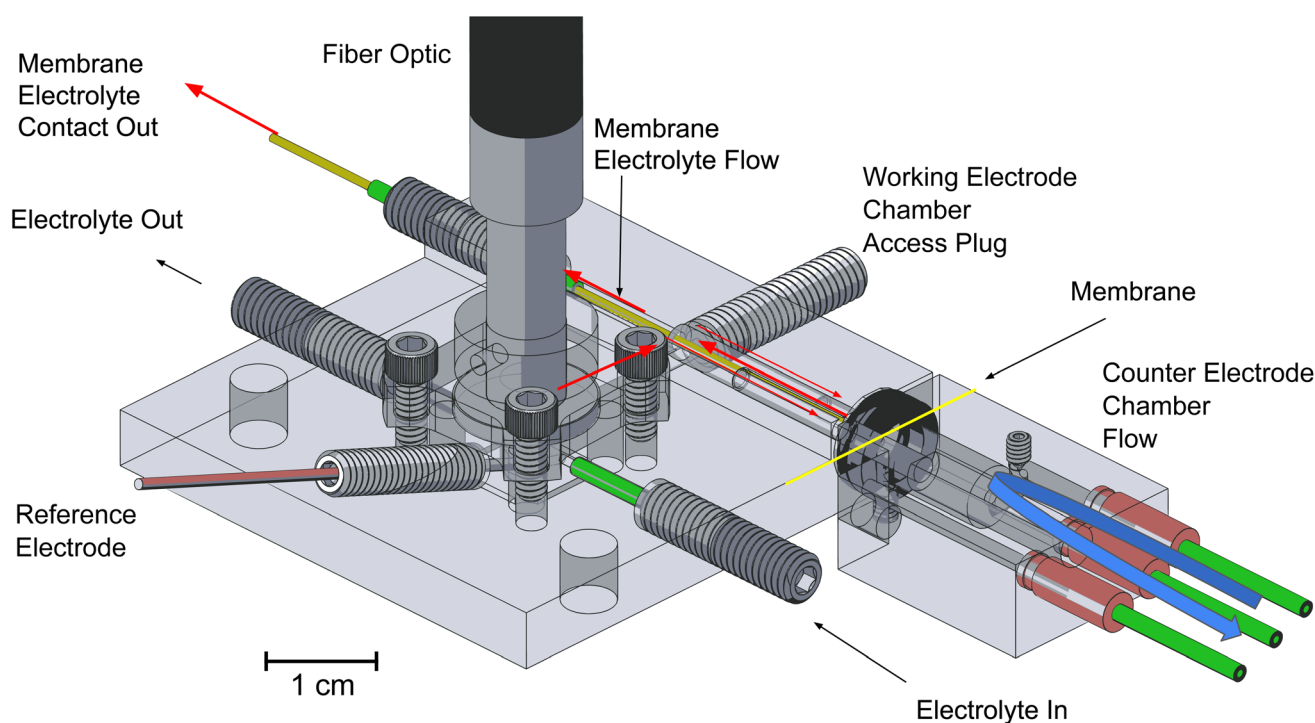 Fiber Optic
Membrane
Electrolyte
Contact Out
Membrane
Electrolyte Flow
Working Electrode
Chamber
Access Plug
Electrolyte Out
Membrane
Counter Electrode
Chamber
Flow
Reference
Electrode
1 cm
Electrolyte In